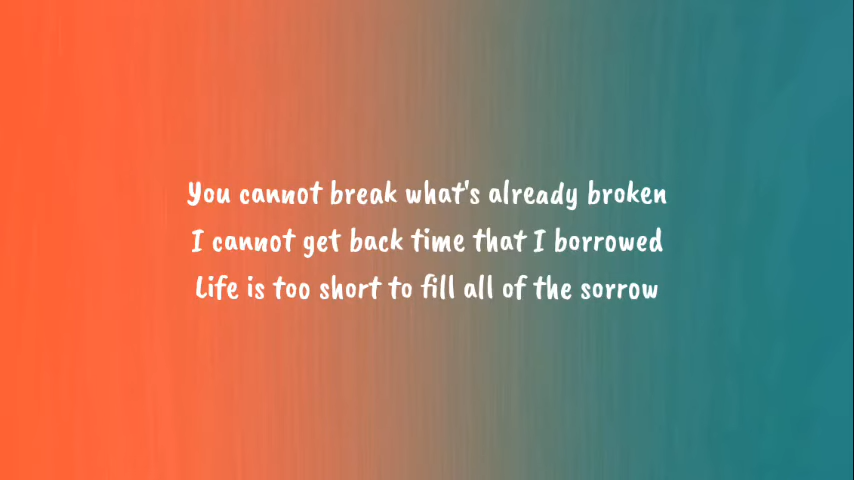 You cannot break what's already broken
I cannot get back time that I borrowed
Life is too short to fill all of the sorrow